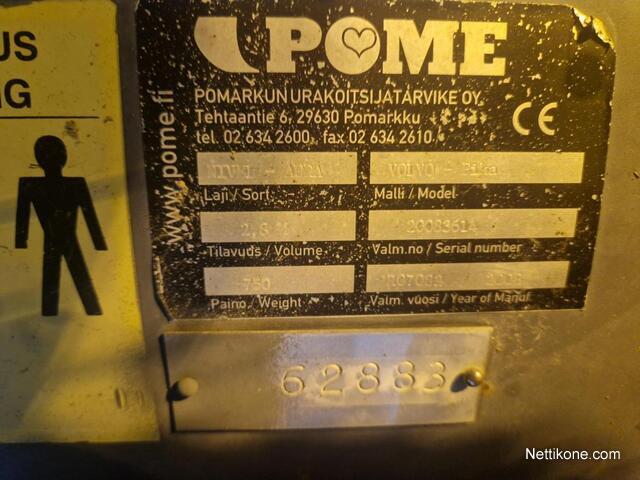 US
G
POME
www.pome.fi
POMARKUN URAKOITSIJATARVIKE OY
Tehtaantie 6, 29630 Pomarkku
CE
tel. 02 634 2600, fax 02 634 2610
VOLVO - Pika
Laji / Sort
Malli / Model
20083614
Tilavuus / Volume
Valm.no / Serial number
750
Paino / Weight
Valm. vuosi / Year of Manuf
62883
Nettikone.com